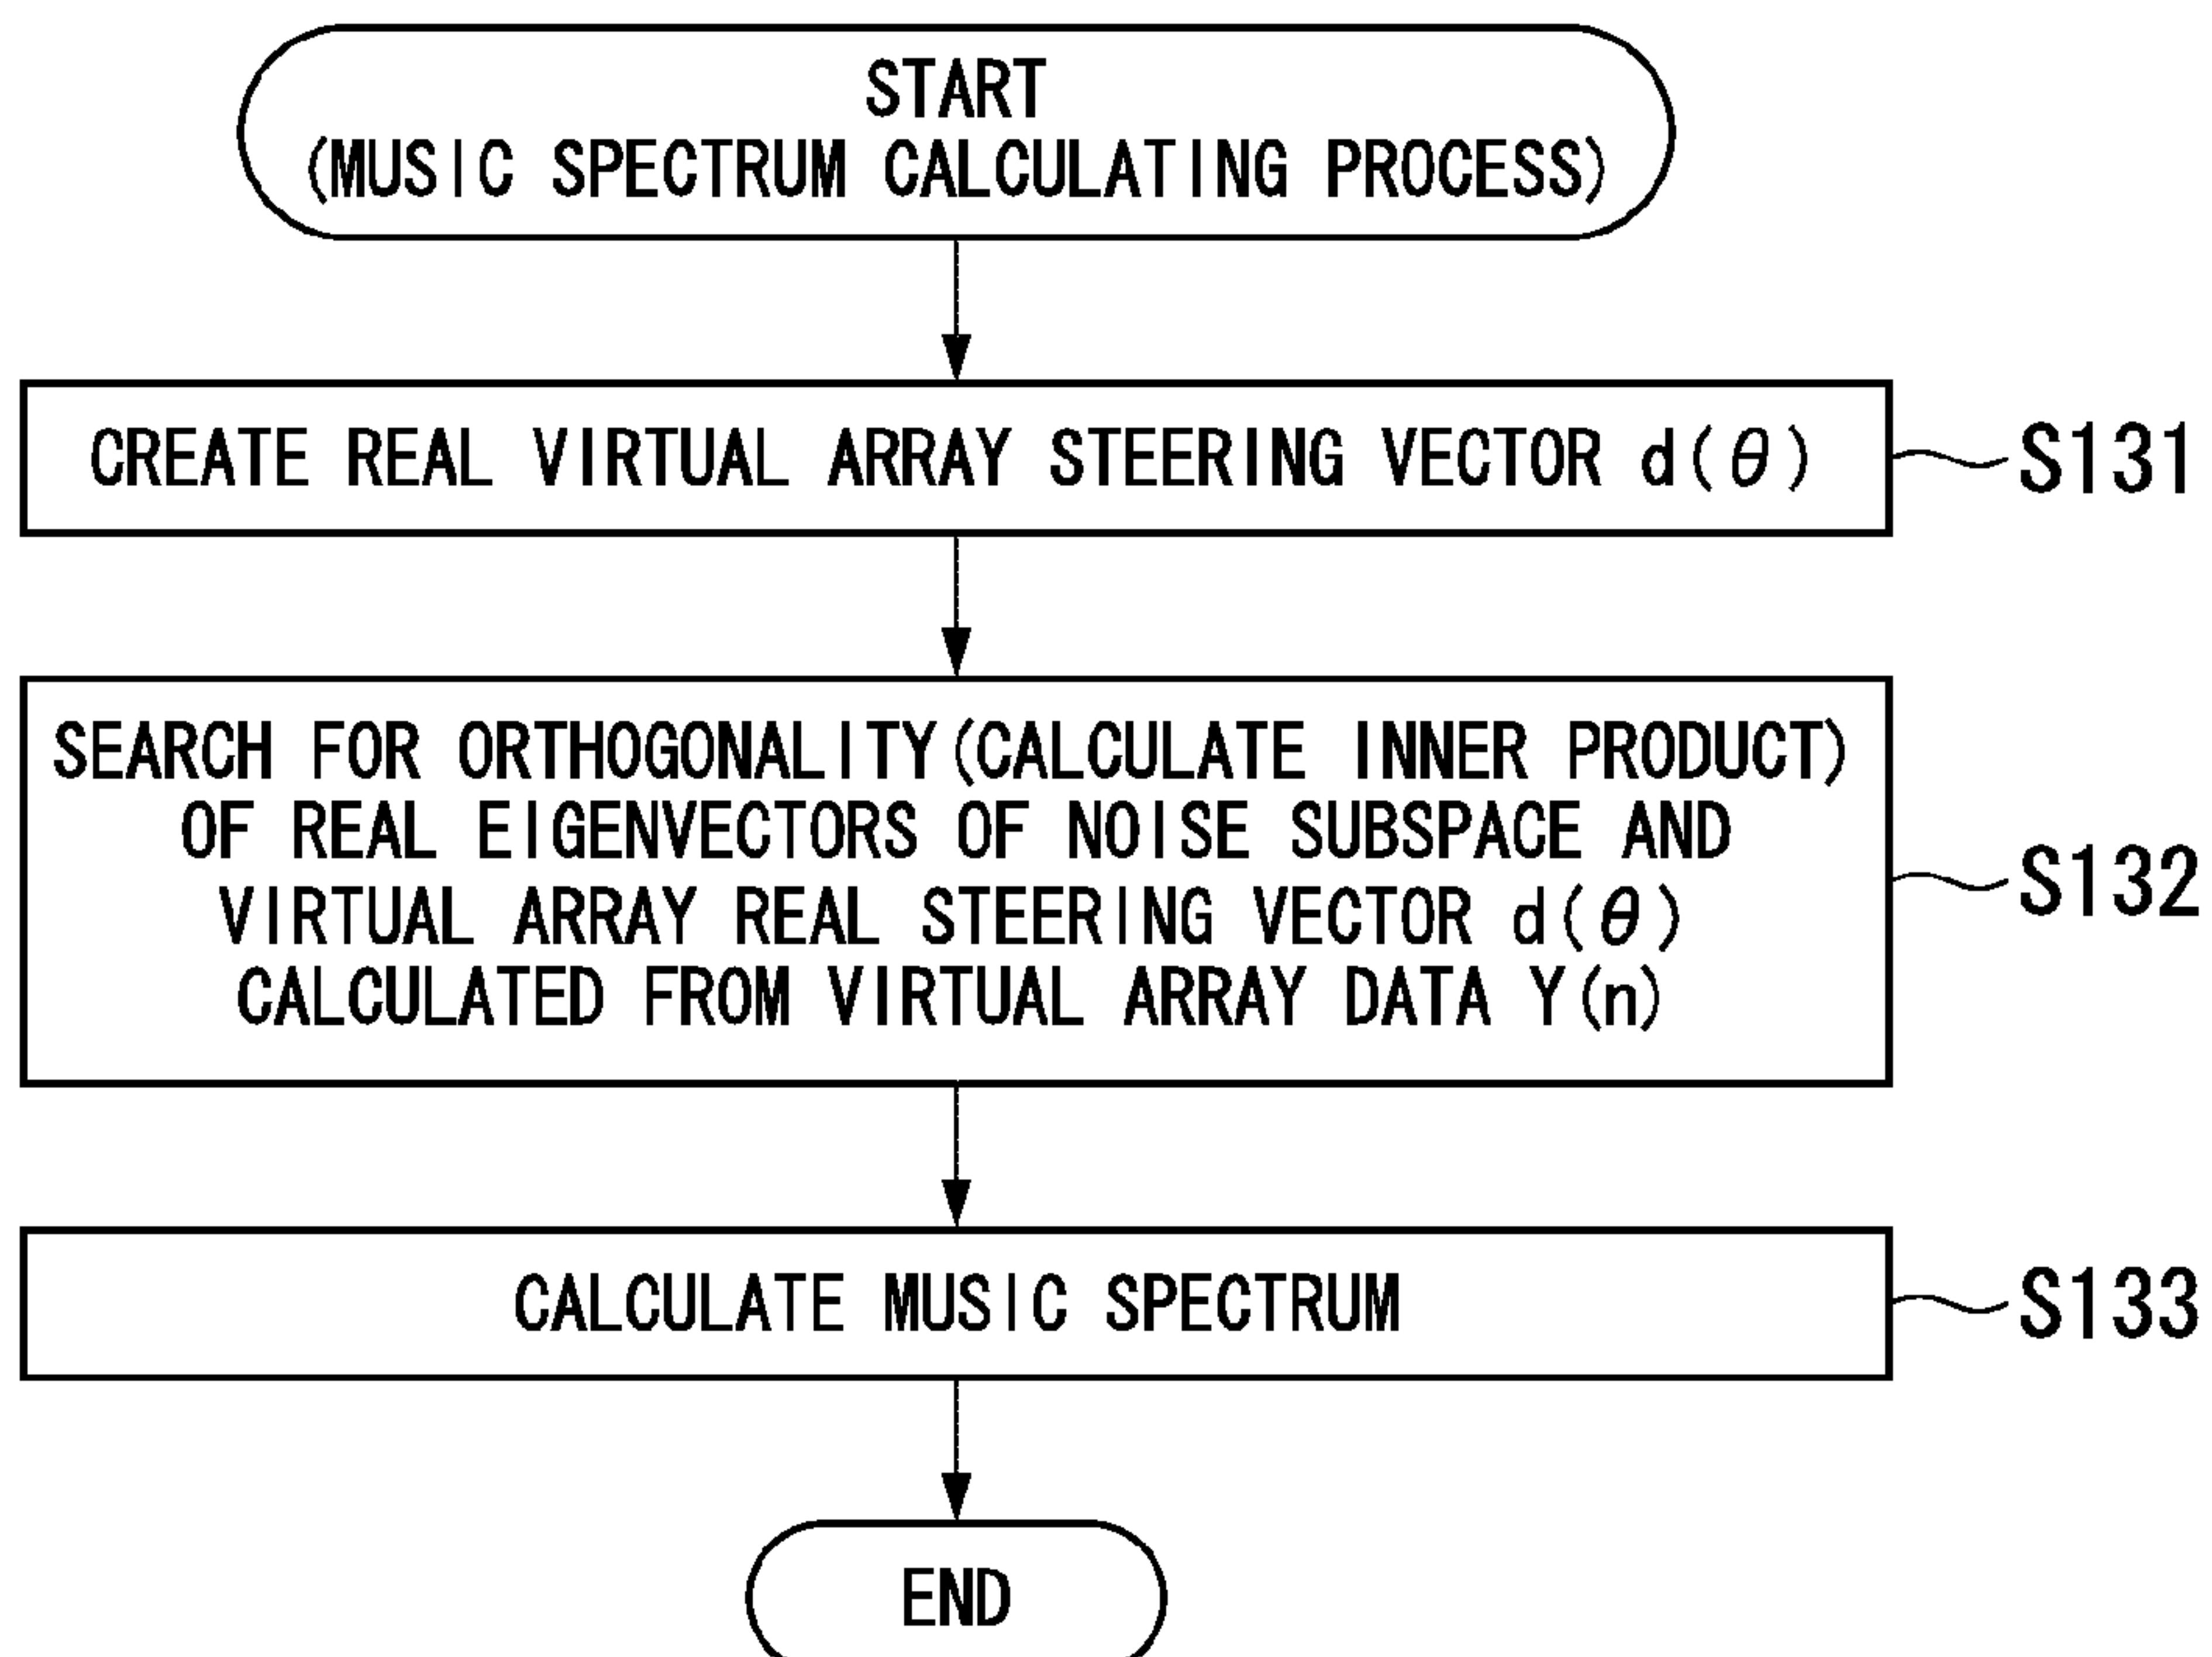 START
(MUSIC SPECTRUM CALCULATING PROCESS)
CREATE REAL VIRTUAL ARRAY STEERING VECTOR d(θ)
S131
SEARCH FOR ORTHOGONALITY(CALCULATE INNER PRODUCT)
OF REAL EIGENVECTORS OF NOISE SUBSPACE AND
VIRTUAL ARRAY REAL STEERING VECTOR d(θ)
CALCULATED FROM VIRTUAL ARRAY DATA Y(n)
S132
CALCULATE MUSIC SPECTRUM
S133
END